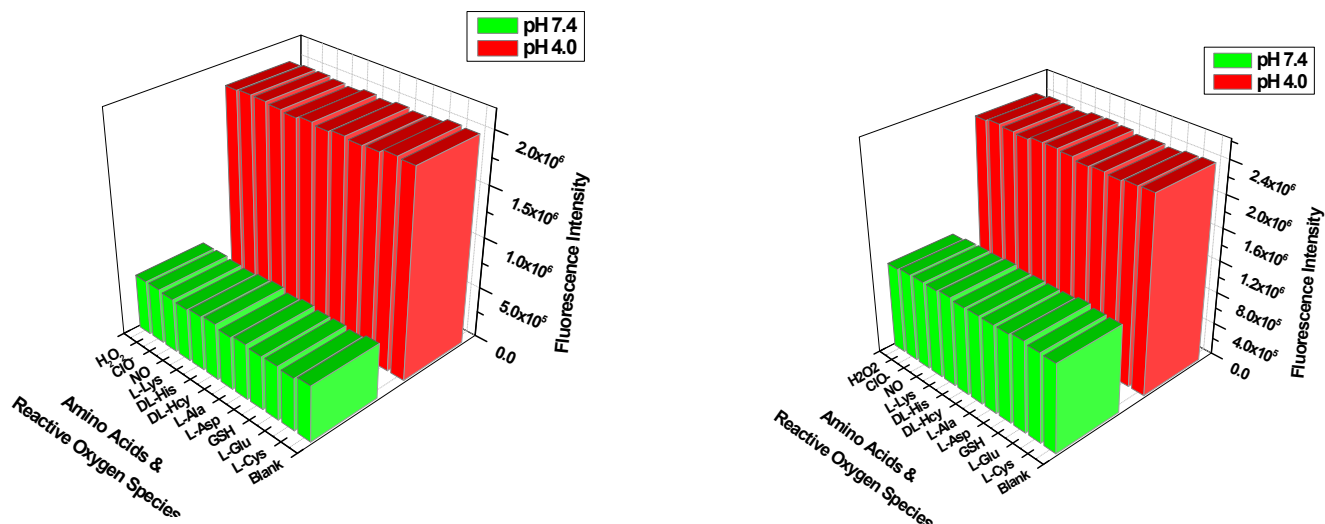 pH 7.4
pH 4.0
2.0x10⁶
1.5x10⁶
1.0x10⁶
5.0x10⁵
0.0
Fluorescence Intensity
H₂O₂
ClO⁻
NO
L-Lys
DL-His
DL-Hcy
L-Ala
L-Asp
GSH
L-Glu
L-Cys
Blank
Amino Acids &
Reactive Oxygen Species
pH 7.4
pH 4.0
2.4x10⁶
2.0x10⁶
1.6x10⁶
1.2x10⁶
8.0x10⁵
4.0x10⁵
0.0
Fluorescence Intensity
H2O2
ClO-
NO
L-Lys
DL-His
DL-Hcy
L-Ala
L-Asp
GSH
L-Glu
L-Cys
Blank
Amino Acids &
Reactive Oxygen Species